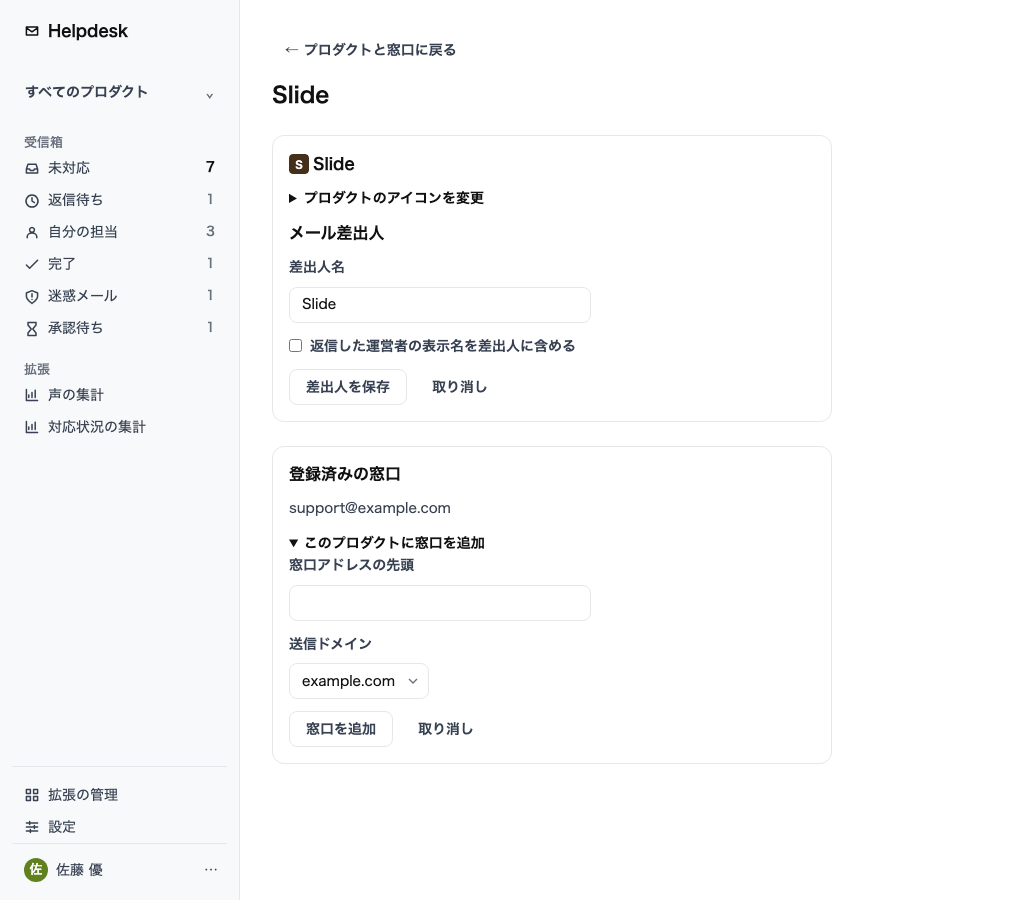 Helpdesk
すべてのプロダクト
受信箱
未対応 7
返信待ち 1
自分の担当 3
完了 1
迷惑メール 1
承認待ち 1
拡張
声の集計
対応状況の集計
拡張の管理
設定
佐 佐藤 優 …
← プロダクトと窓口に戻る
Slide
S Slide
▶ プロダクトのアイコンを変更
メール差出人
差出人名
Slide
返信した運営者の表示名を差出人に含める
差出人を保存 取り消し
登録済みの窓口
support@example.com
▼ このプロダクトに窓口を追加
窓口アドレスの先頭
送信ドメイン
example.com
窓口を追加 取り消し